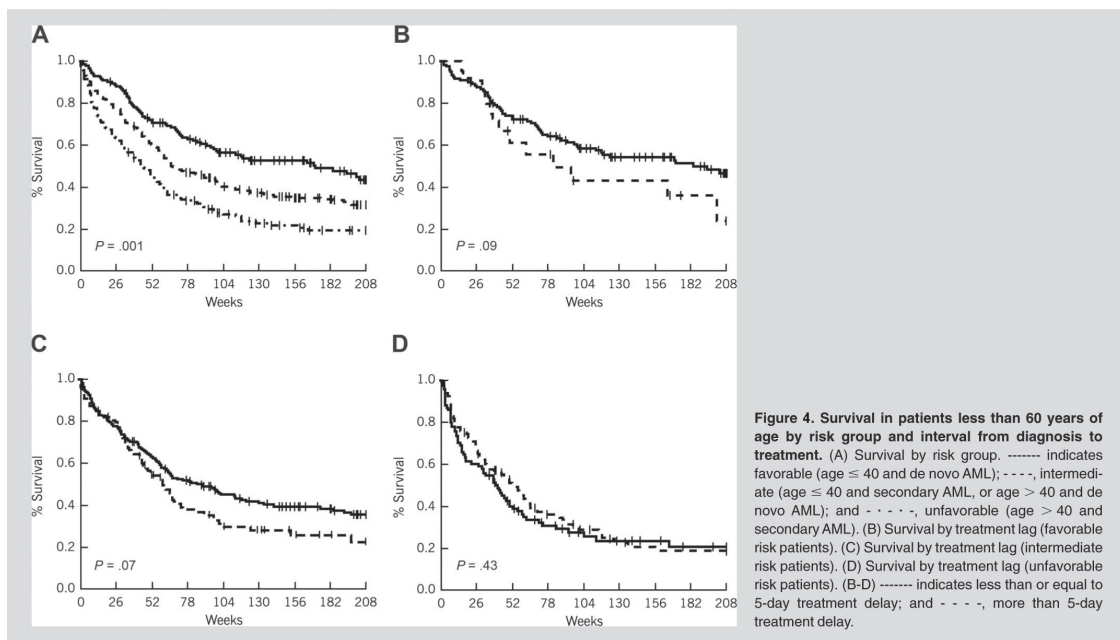 A
1.0
0.8
0.6
0.4
0.2
0.0
% Survival
P = .001
0 26 52 78 104 130 156 182 208
Weeks
B
1.0
0.8
0.6
0.4
0.2
0.0
% Survival
P = .09
0 26 52 78 104 130 156 182 208
Weeks
C
1.0
0.8
0.6
0.4
0.2
0.0
% Survival
P = .07
0 26 52 78 104 130 156 182 208
Weeks
D
1.0
0.8
0.6
0.4
0.2
0.0
% Survival
P = .43
0 26 52 78 104 130 156 182 208
Weeks
Figure 4. Survival in patients less than 60 years of
age by risk group and interval from diagnosis to
treatment. (A) Survival by risk group. ------- indicates
favorable (age ≤ 40 and de novo AML); - - - -, intermedi-
ate (age ≤ 40 and secondary AML, or age > 40 and de
novo AML); and - · - · -, unfavorable (age > 40 and
secondary AML). (B) Survival by treatment lag (favorable
risk patients). (C) Survival by treatment lag (intermediate
risk patients). (D) Survival by treatment lag (unfavorable
risk patients). (B-D) ------- indicates less than or equal to
5-day treatment delay; and - - - -, more than 5-day
treatment delay.